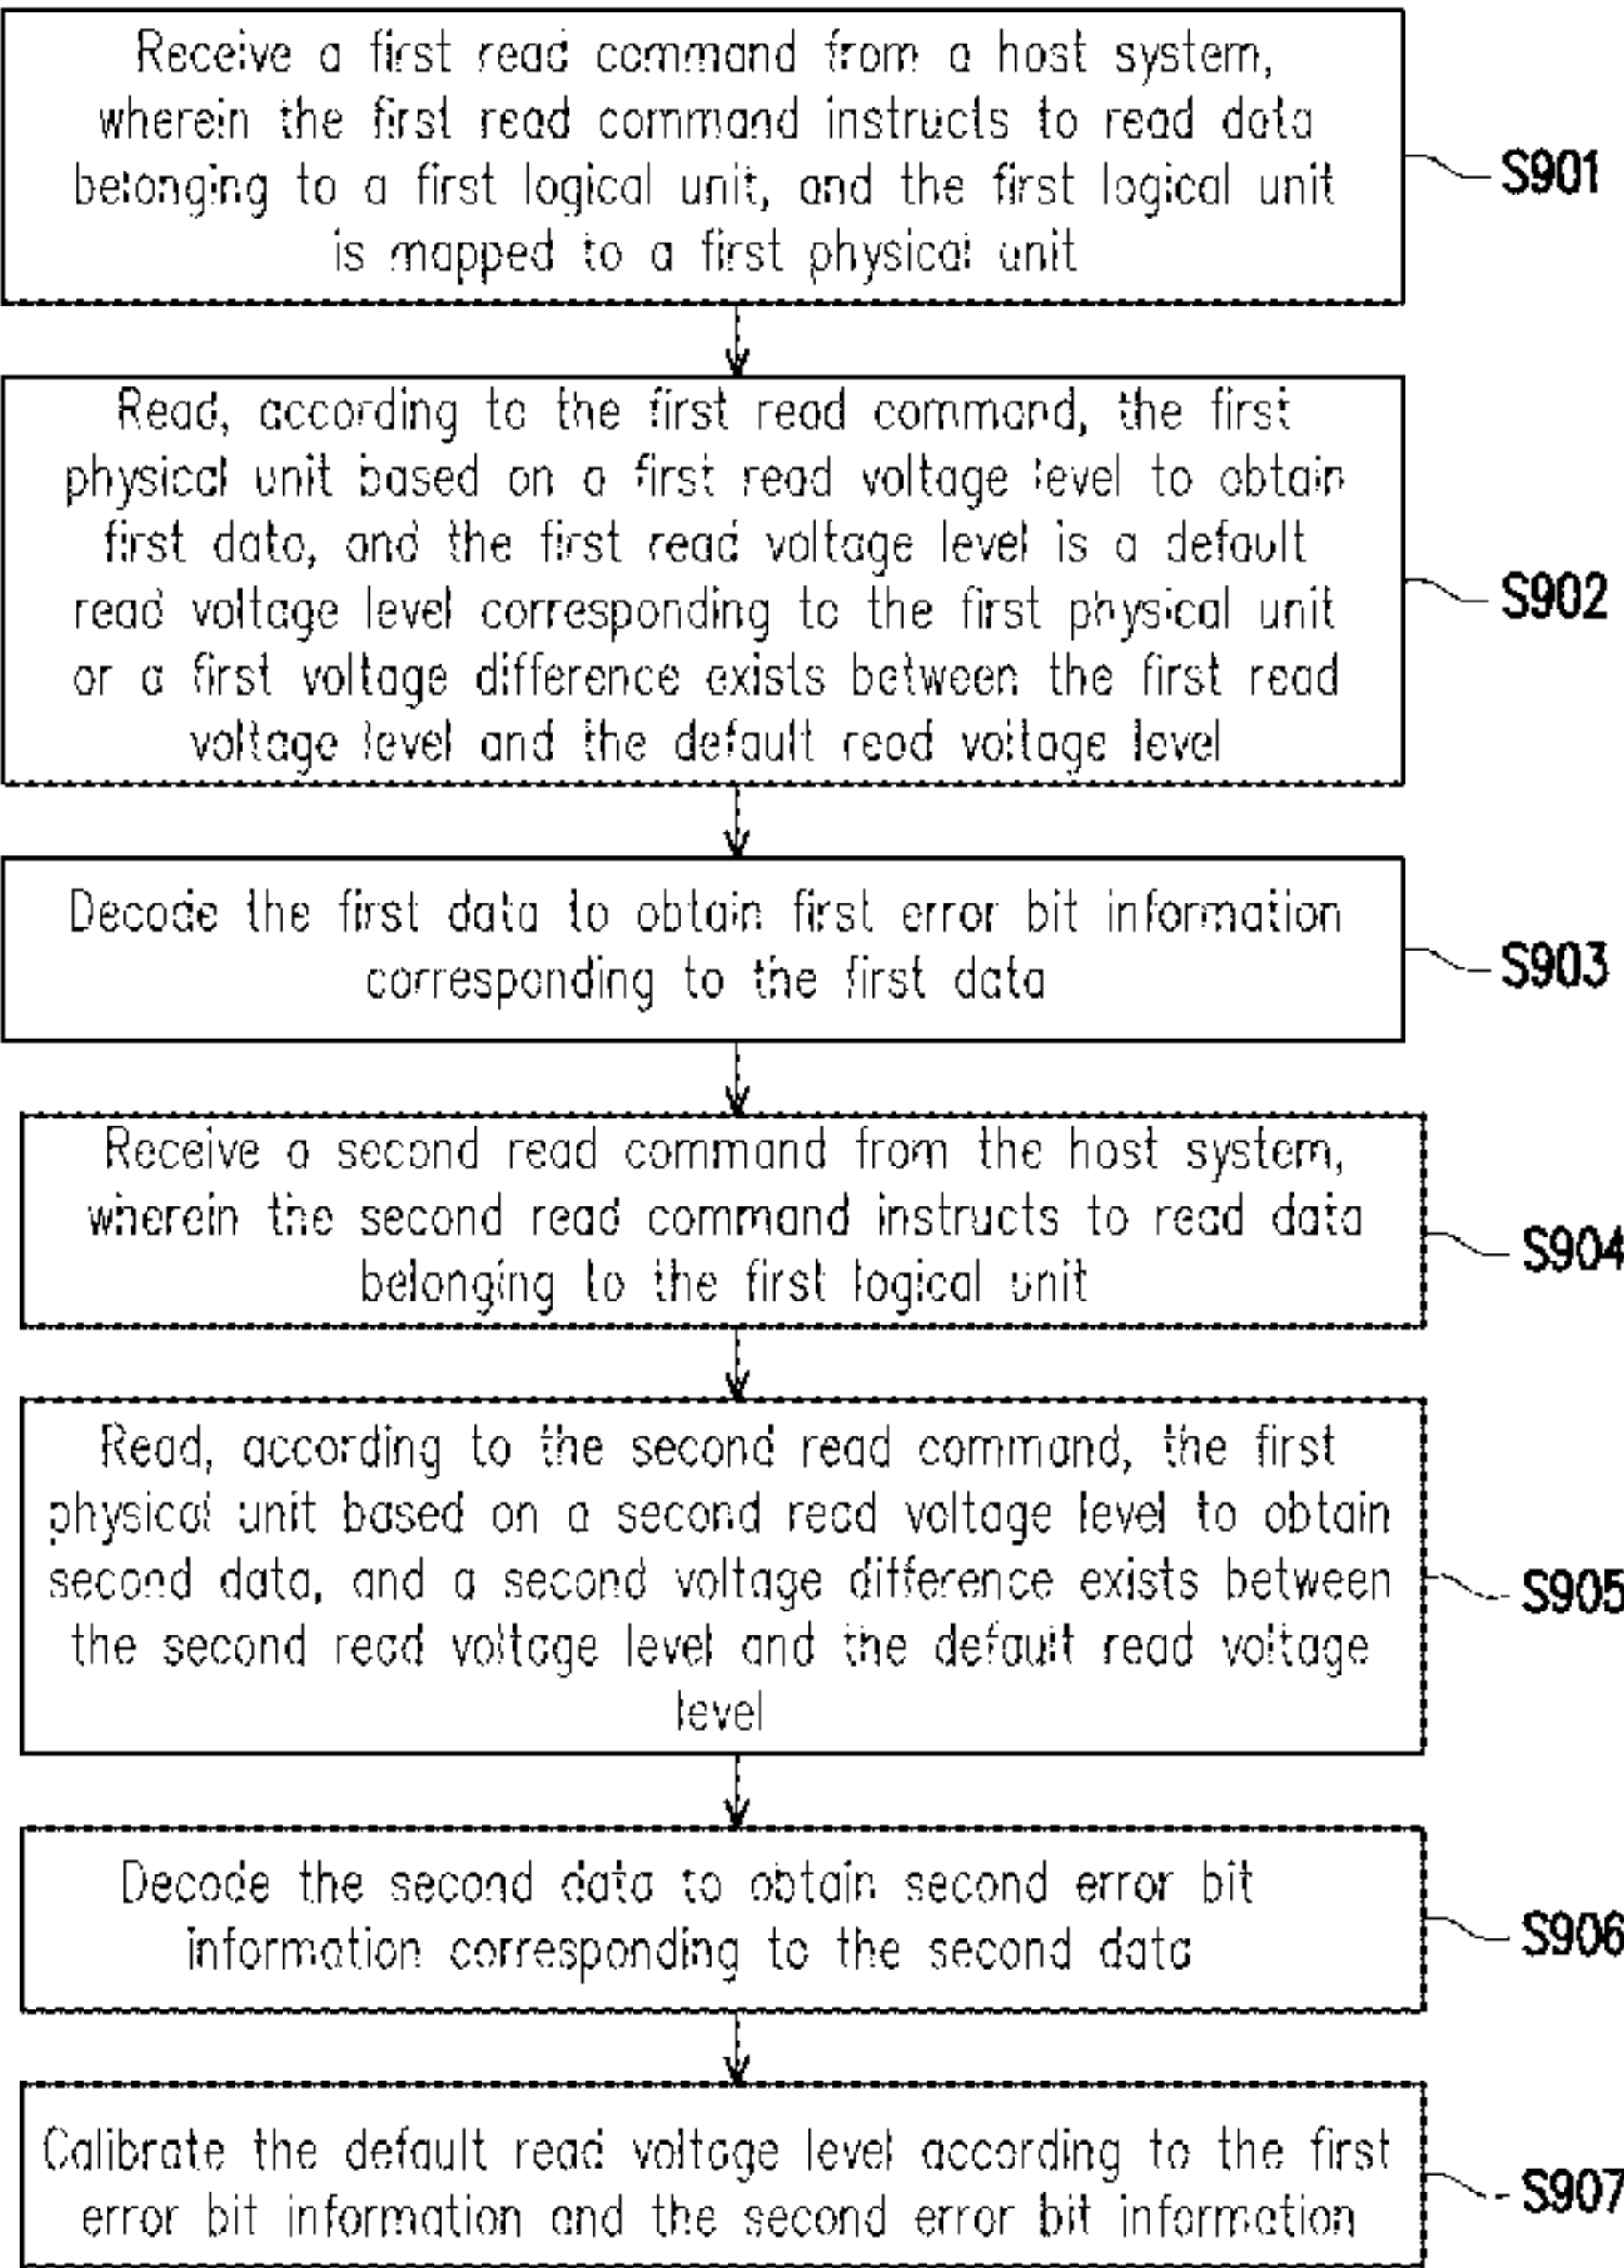 Receive a first read command from a host system,
wherein the first read command instructs to read data
belonging to a first logical unit, and the first logical unit
is mapped to a first physical unit
S901
Read, according to the first read command, the first
physical unit based on a first read voltage level to obtain
first data, and the first read voltage level is a default
read voltage level corresponding to the first physical unit
or a first voltage difference exists between the first read
voltage level and the default read voltage level
S902
Decode the first data to obtain first error bit information
corresponding to the first data
S903
Receive a second read command from the host system,
wherein the second read command instructs to read data
belonging to the first logical unit
S904
Read, according to the second read command, the first
physical unit based on a second read voltage level to obtain
second data, and a second voltage difference exists between
the second read voltage level and the default read voltage
level
S905
Decode the second data to obtain second error bit
information corresponding to the second data
S906
Calibrate the default read voltage level according to the first
error bit information and the second error bit information
S907